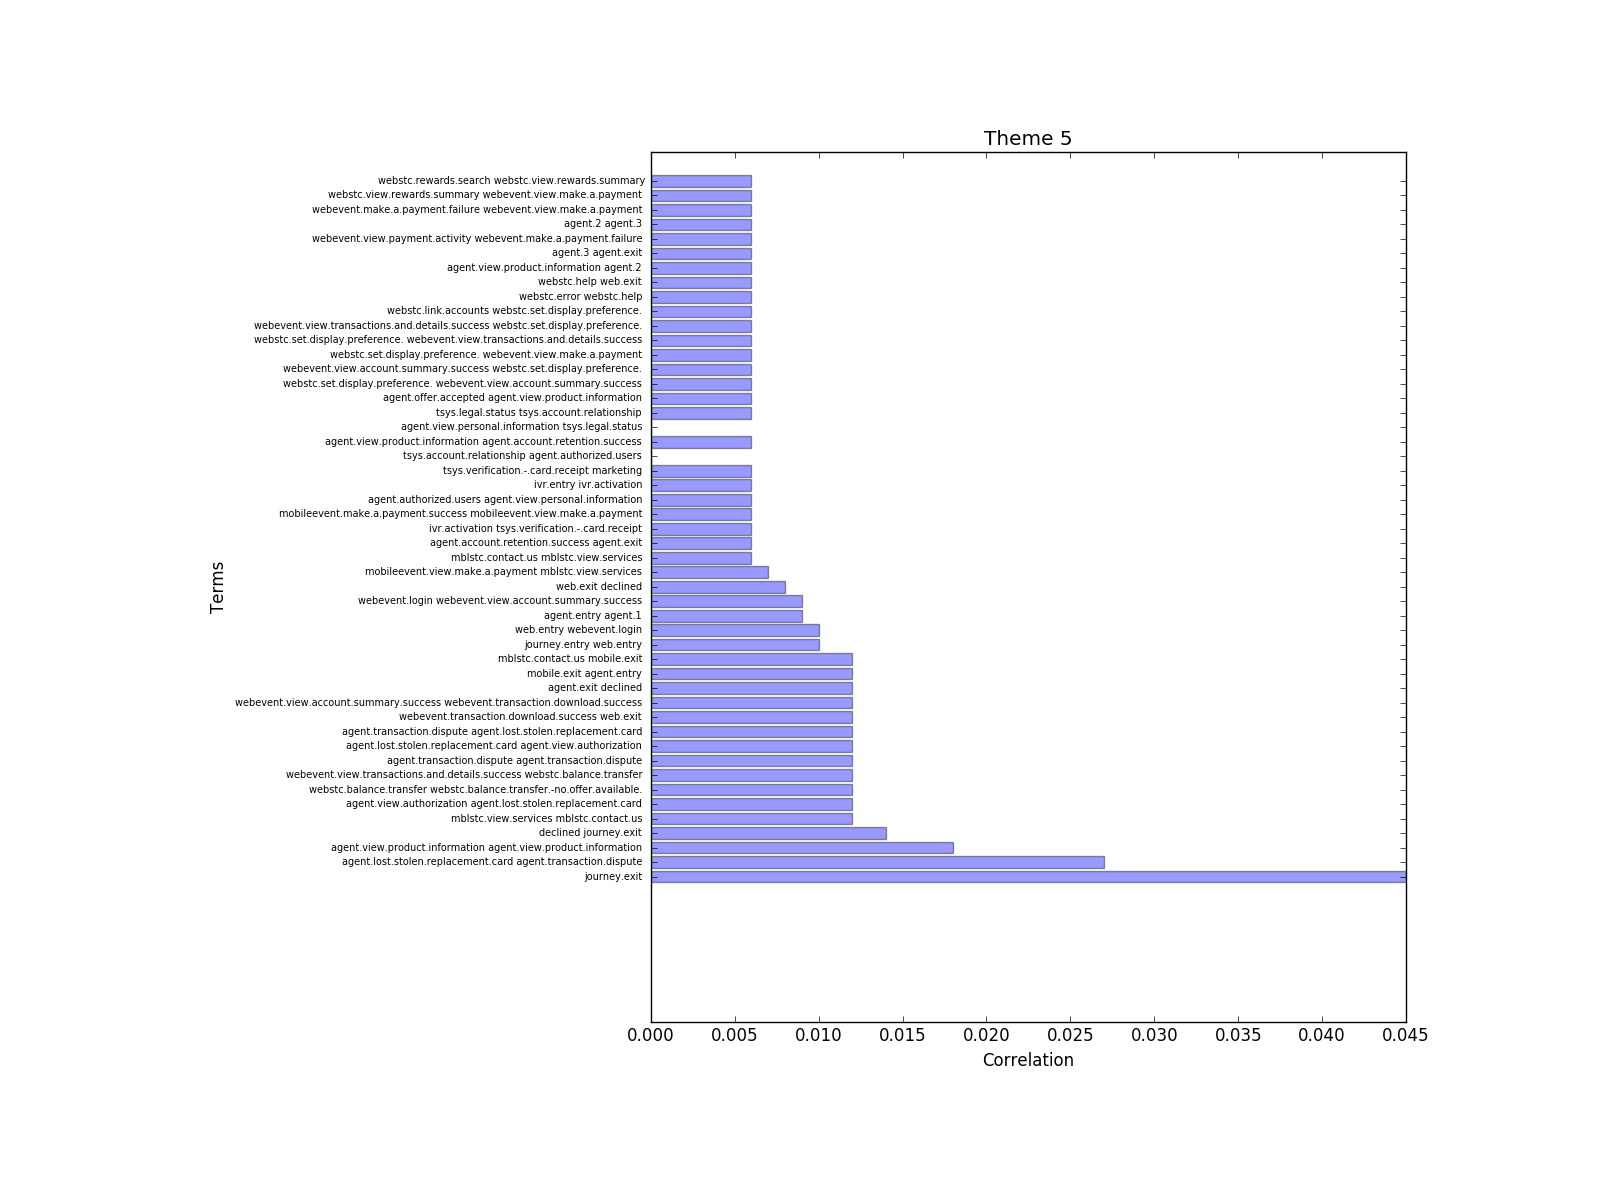 Theme 5
webstc.rewards.search webstc.view.rewards.summary
webstc.view.rewards.summary webevent.view.make.a.payment
webevent.make.a.payment.failure webevent.view.make.a.payment
agent.2 agent.3
webevent.view.payment.activity webevent.make.a.payment.failure
agent.3 agent.exit
agent.view.product.information agent.2
webstc.help web.exit
webstc.error webstc.help
webstc.link.accounts webstc.set.display.preference.
webevent.view.transactions.and.details.success webstc.set.display.preference.
webstc.set.display.preference. webevent.view.transactions.and.details.success
webstc.set.display.preference. webevent.view.make.a.payment
webevent.view.account.summary.success webstc.set.display.preference.
webstc.set.display.preference. webevent.view.account.summary.success
agent.offer.accepted agent.view.product.information
tsys.legal.status tsys.account.relationship
agent.view.personal.information tsys.legal.status
agent.view.product.information agent.account.retention.success
tsys.account.relationship agent.authorized.users
tsys.verification.-.card.receipt marketing
ivr.entry ivr.activation
agent.authorized.users agent.view.personal.information
mobileevent.make.a.payment.success mobileevent.view.make.a.payment
ivr.activation tsys.verification.-.card.receipt
agent.account.retention.success agent.exit
mblstc.contact.us mblstc.view.services
mobileevent.view.make.a.payment mblstc.view.services
web.exit declined
webevent.login webevent.view.account.summary.success
agent.entry agent.1
web.entry webevent.login
journey.entry web.entry
mblstc.contact.us mobile.exit
mobile.exit agent.entry
agent.exit declined
webevent.view.account.summary.success webevent.transaction.download.success
webevent.transaction.download.success web.exit
agent.transaction.dispute agent.lost.stolen.replacement.card
agent.lost.stolen.replacement.card agent.view.authorization
agent.transaction.dispute agent.transaction.dispute
webevent.view.transactions.and.details.success webstc.balance.transfer
webstc.balance.transfer webstc.balance.transfer.-no.offer.available.
agent.view.authorization agent.lost.stolen.replacement.card
mblstc.view.services mblstc.contact.us
declined journey.exit
agent.view.product.information agent.view.product.information
agent.lost.stolen.replacement.card agent.transaction.dispute
journey.exit
Terms
0.000 0.005 0.010 0.015 0.020 0.025 0.030 0.035 0.040 0.045
Correlation